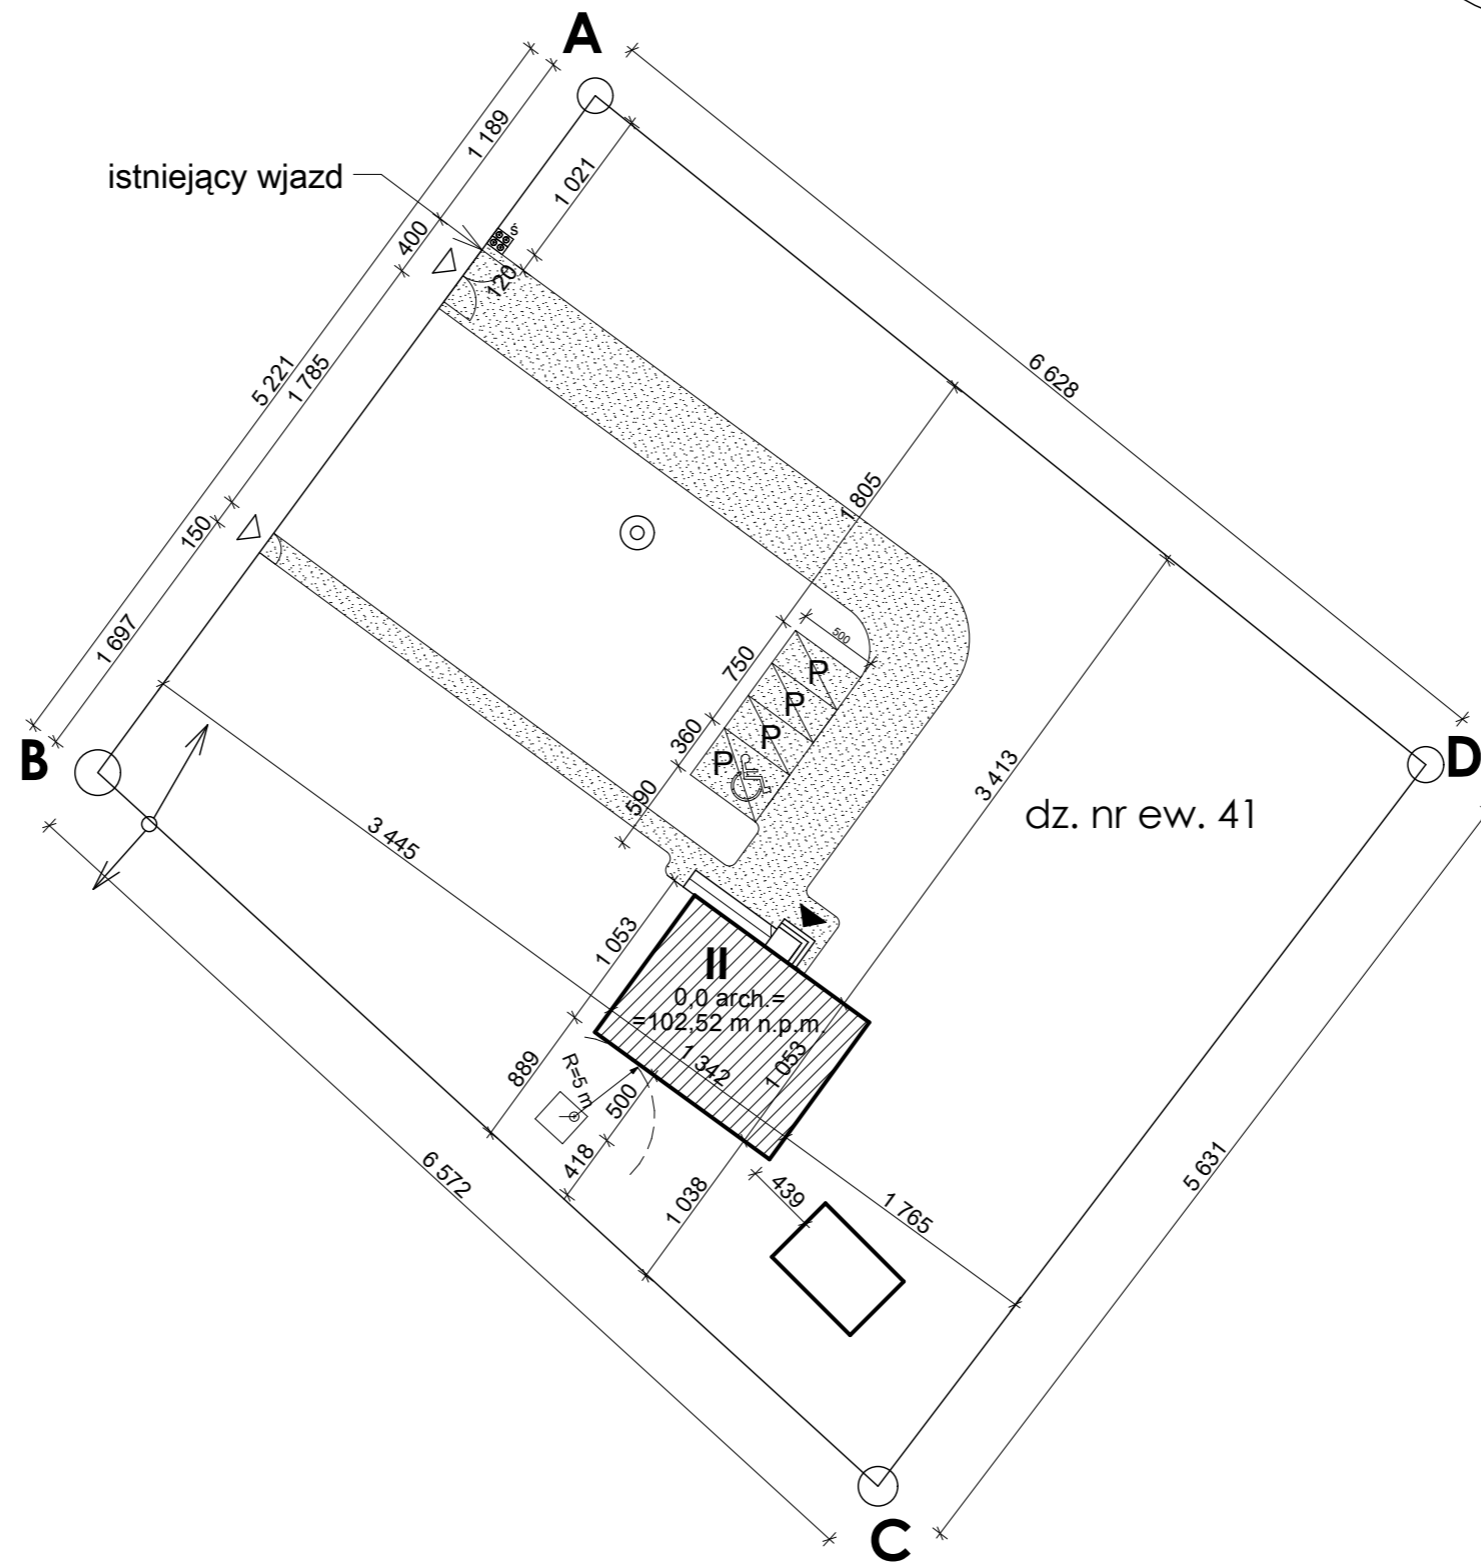 A
1 189
istniejący wjazd
1 021
400
ś
120
5 221
1 785
6 628
1 805
150
500
750
P
1 697
P
360
P
B
P
D
590
3 413
dz. nr ew. 41
3 445
1 053
II
0,0 arch.=
=102,52 m n.p.m.
889
R=5 m
1 342
1 053
500
418
6 572
1 038
439
1 765
5 631
C